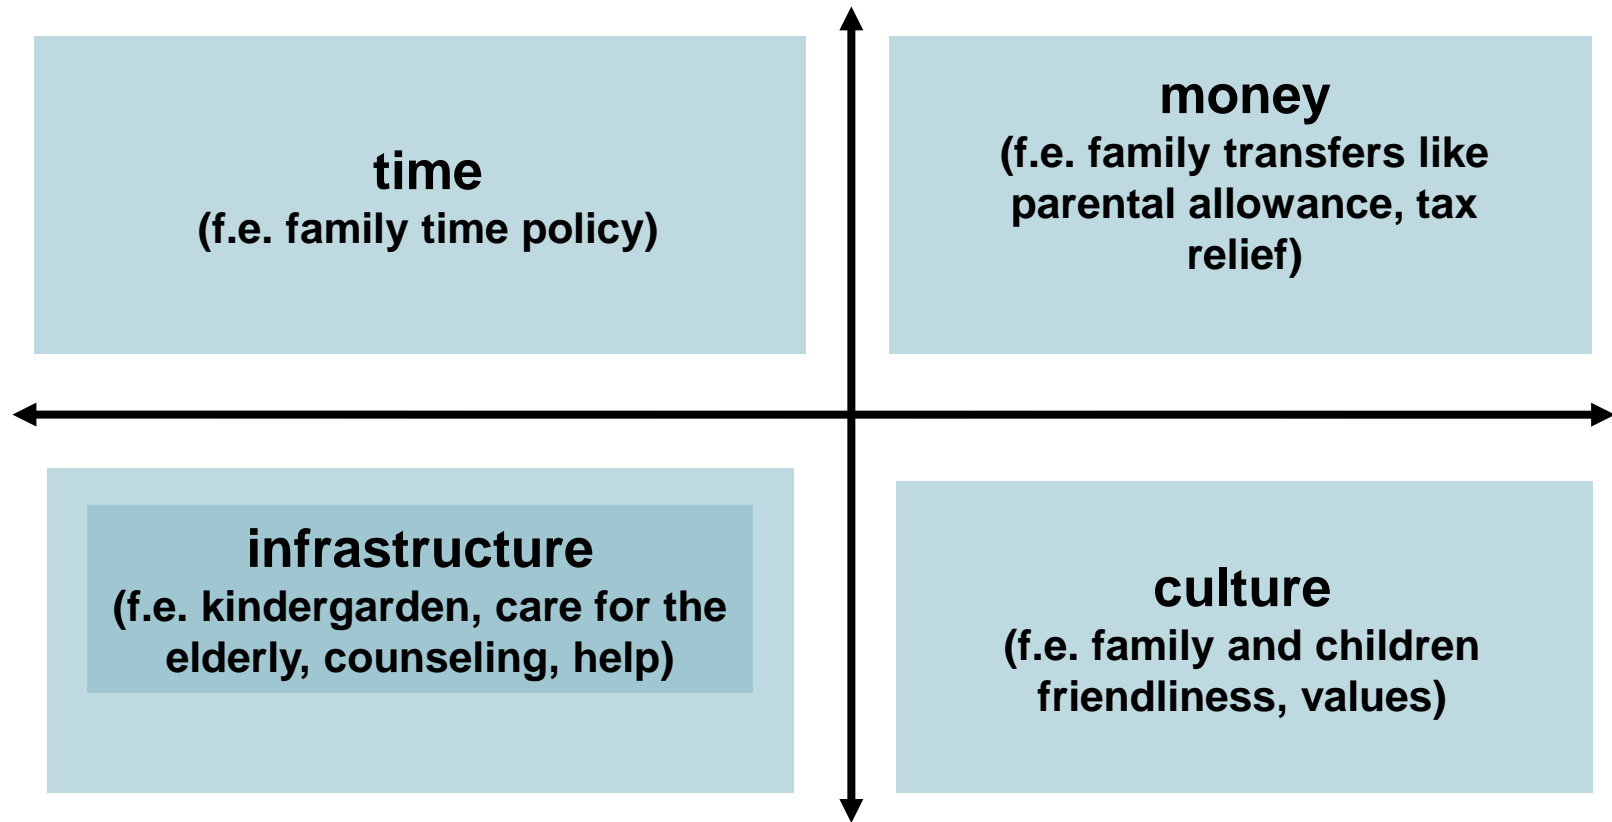 time
(f.e. family time policy)
money
(f.e. family transfers like
parental allowance, tax
relief)
infrastructure
(f.e. kindergarden, care for the
elderly, counseling, help)
culture
(f.e. family and children
friendliness, values)